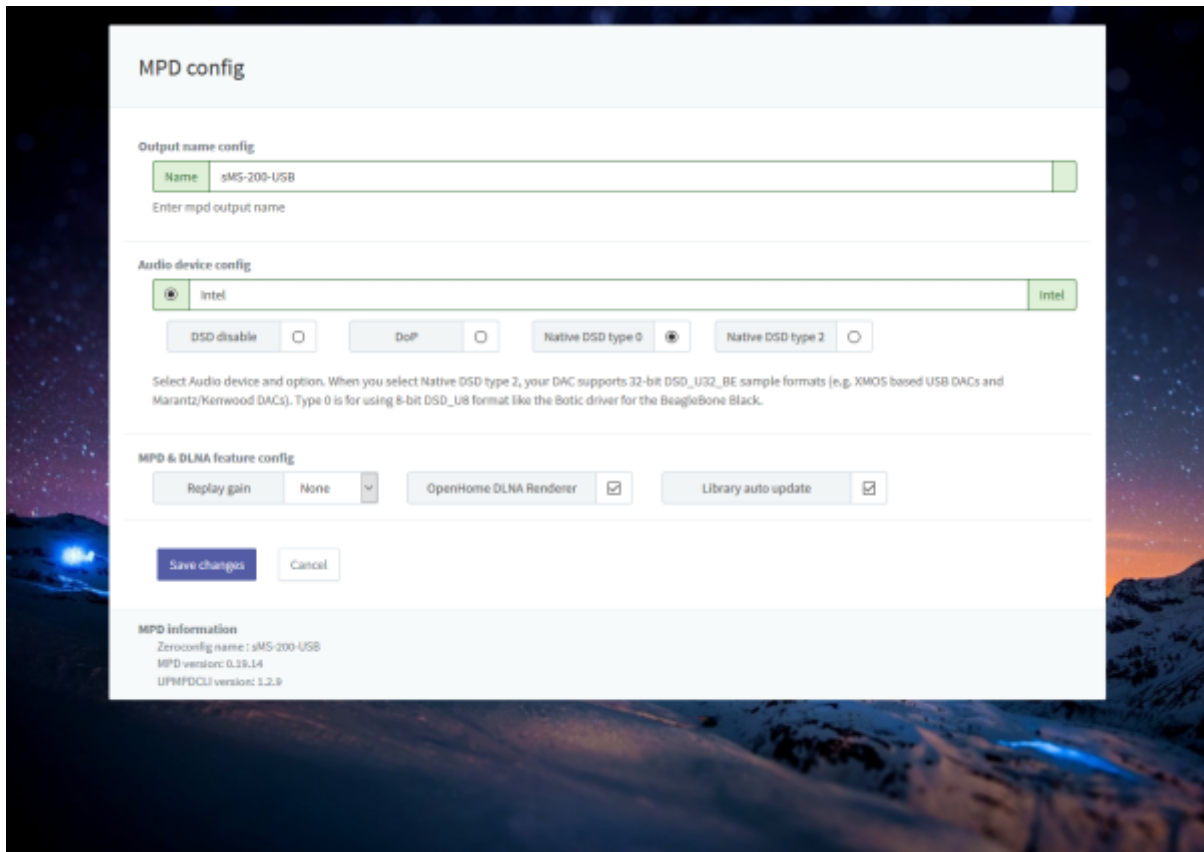 MPD config
Output name config
Name sMS-200-USB
Enter mpd output name
Audio device config
Intel Intel
DSD disable DoP Native DSD type 0 Native DSD type 2
Select Audio device and option. When you select Native DSD type 2, your DAC supports 32-bit DSD_U32_BE sample formats (e.g. XMOS based USB DACs and
Marantz/Kenwood DACs). Type 0 is for using 8-bit DSD_U8 format like the Botic driver for the BeagleBone Black.
MPD & DLNA feature config
Replay gain None OpenHome DLNA Renderer Library auto update
Save changes Cancel
MPD information
Zeroconfig name : sMS-200-USB
MPD version: 0.19.14
UPMPDCLI version: 1.2.9